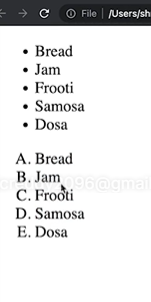 File | /Users/sh
• Bread
• Jam
• Frooti
• Samosa
• Dosa
A. Bread
B. Jam
C. Frooti
D. Samosa
E. Dosa